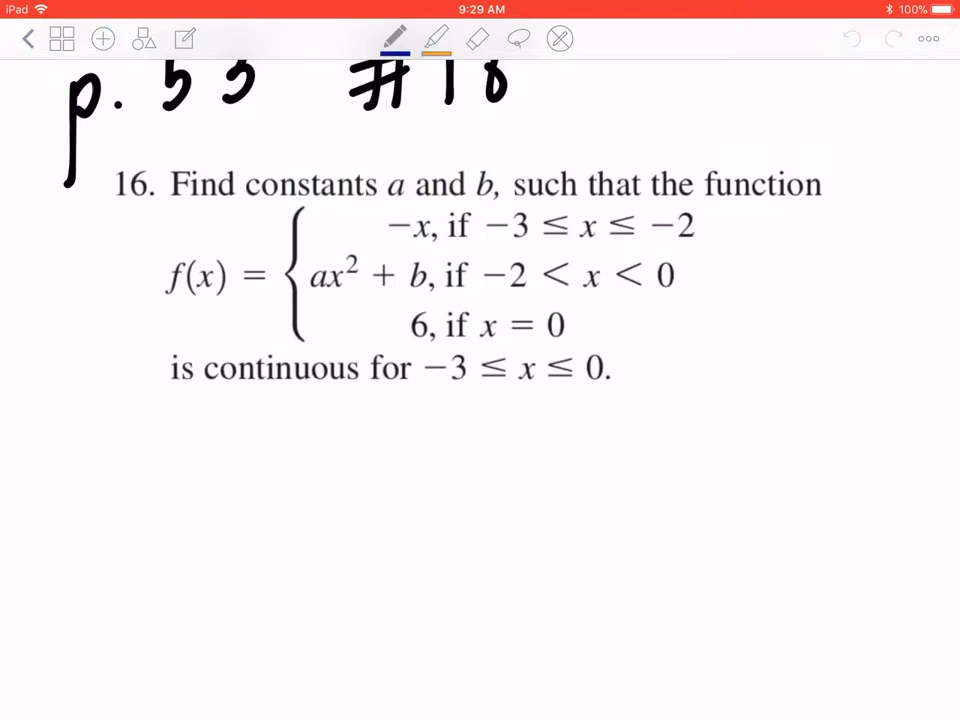 iPad 9:29 AM 100%
p. 53 #18
16. Find constants a and b, such that the function
−x, if −3 ≤ x ≤ −2
f(x) = { ax² + b, if −2 < x < 0
6, if x = 0
is continuous for −3 ≤ x ≤ 0.